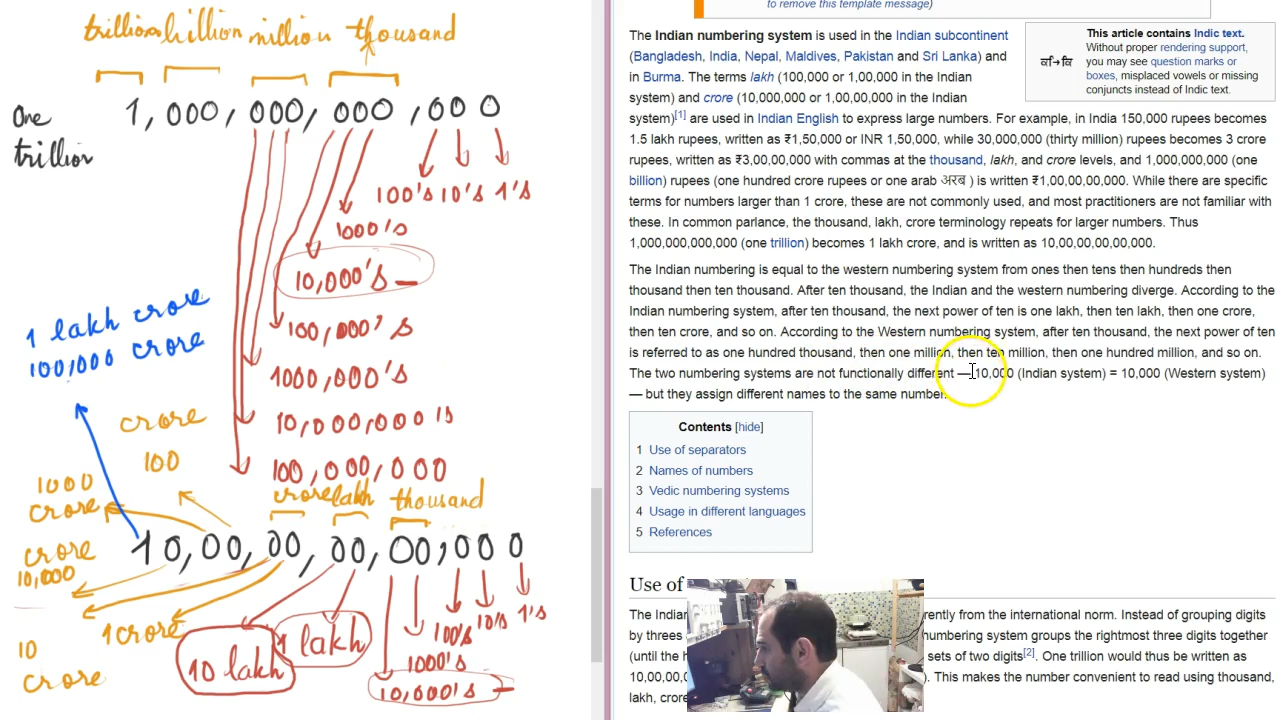 trillion billion million thousand
One
trillion
1,000,000,000,000
100's 10's 1's
1000's
10,000's
100,000's
1000,000's
10,000,000's
100,000,000
1 lakh crore
100,000 crore
crore
100
1000
crore
crore
10,000
10
crore
crore lakh thousand
10,00,00,00,00,000
1 crore
10 lakh
1 lakh
100's 10's 1's
1000's
10,000's
to remove this template message)
The Indian numbering system is used in the Indian subcontinent
(Bangladesh, India, Nepal, Maldives, Pakistan and Sri Lanka) and
in Burma. The terms lakh (100,000 or 1,00,000 in the Indian
system) and crore (10,000,000 or 1,00,00,000 in the Indian
system)[1] are used in Indian English to express large numbers. For example, in India 150,000 rupees becomes
1.5 lakh rupees, written as ₹1,50,000 or INR 1,50,000, while 30,000,000 (thirty million) rupees becomes 3 crore
rupees, written as ₹3,00,00,000 with commas at the thousand, lakh, and crore levels, and 1,000,000,000 (one
billion) rupees (one hundred crore rupees or one arab अरब ) is written ₹1,00,00,00,000. While there are specific
terms for numbers larger than 1 crore, these are not commonly used, and most practitioners are not familiar with
these. In common parlance, the thousand, lakh, crore terminology repeats for larger numbers. Thus
1,000,000,000,000 (one trillion) becomes 1 lakh crore, and is written as 10,00,00,00,00,000.
This article contains Indic text.
Without proper rendering support,
you may see question marks or
boxes, misplaced vowels or missing
conjuncts instead of Indic text.
The Indian numbering is equal to the western numbering system from ones then tens then hundreds then
thousand then ten thousand. After ten thousand, the Indian and the western numbering diverge. According to the
Indian numbering system, after ten thousand, the next power of ten is one lakh, then ten lakh, then one crore,
then ten crore, and so on. According to the Western numbering system, after ten thousand, the next power of ten
is referred to as one hundred thousand, then one million, then ten million, then one hundred million, and so on.
The two numbering systems are not functionally different — 10,000 (Indian system) = 10,000 (Western system)
— but they assign different names to the same number.
Contents [hide]
1 Use of separators
2 Names of numbers
3 Vedic numbering systems
4 Usage in different languages
5 References
Use of
The Indian rently from the international norm. Instead of grouping digits
by threes numbering system groups the rightmost three digits together
(until the sets of two digits[2]. One trillion would thus be written as
10,00,00, ). This makes the number convenient to read using thousand,
lakh, crore